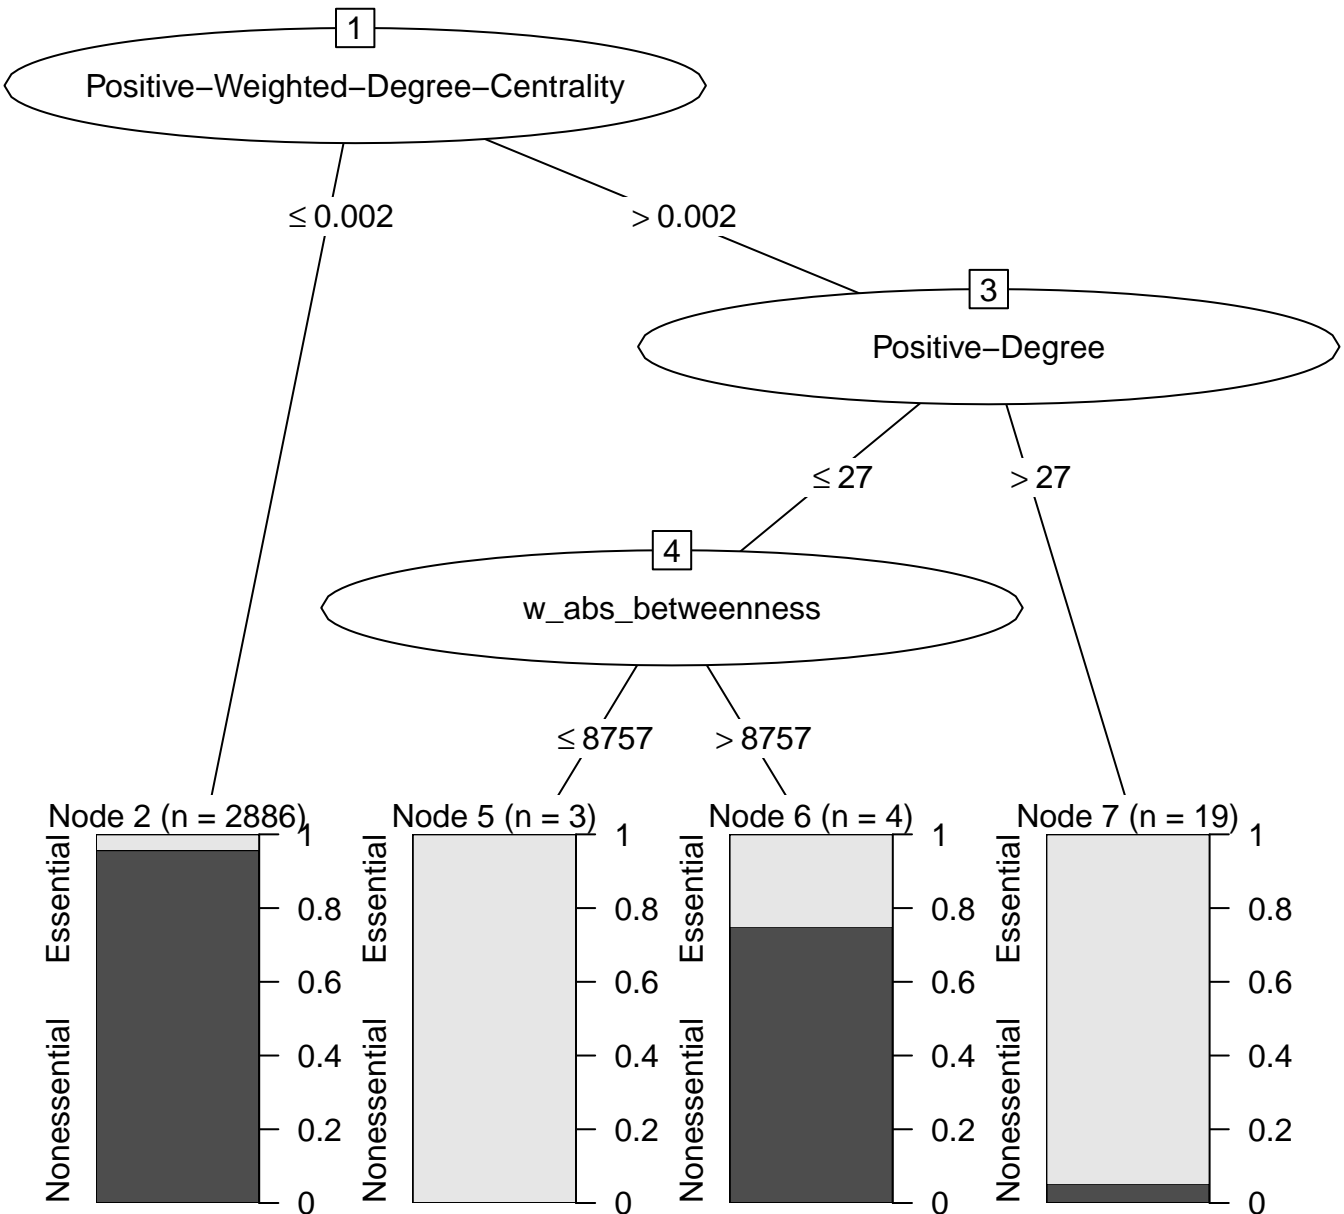 1
Positive−Weighted−Degree−Centrality
≤ 0.002
> 0.002
3
Positive−Degree
≤ 27
> 27
4
w_abs_betweenness
≤ 8757
> 8757
Node 2 (n = 2886)
Nonessential
Essential
0
0.2
0.4
0.6
0.8
1
Node 5 (n = 3)
Nonessential
Essential
0
0.2
0.4
0.6
0.8
1
Node 6 (n = 4)
Nonessential
Essential
0
0.2
0.4
0.6
0.8
1
Node 7 (n = 19)
Nonessential
Essential
0
0.2
0.4
0.6
0.8
1